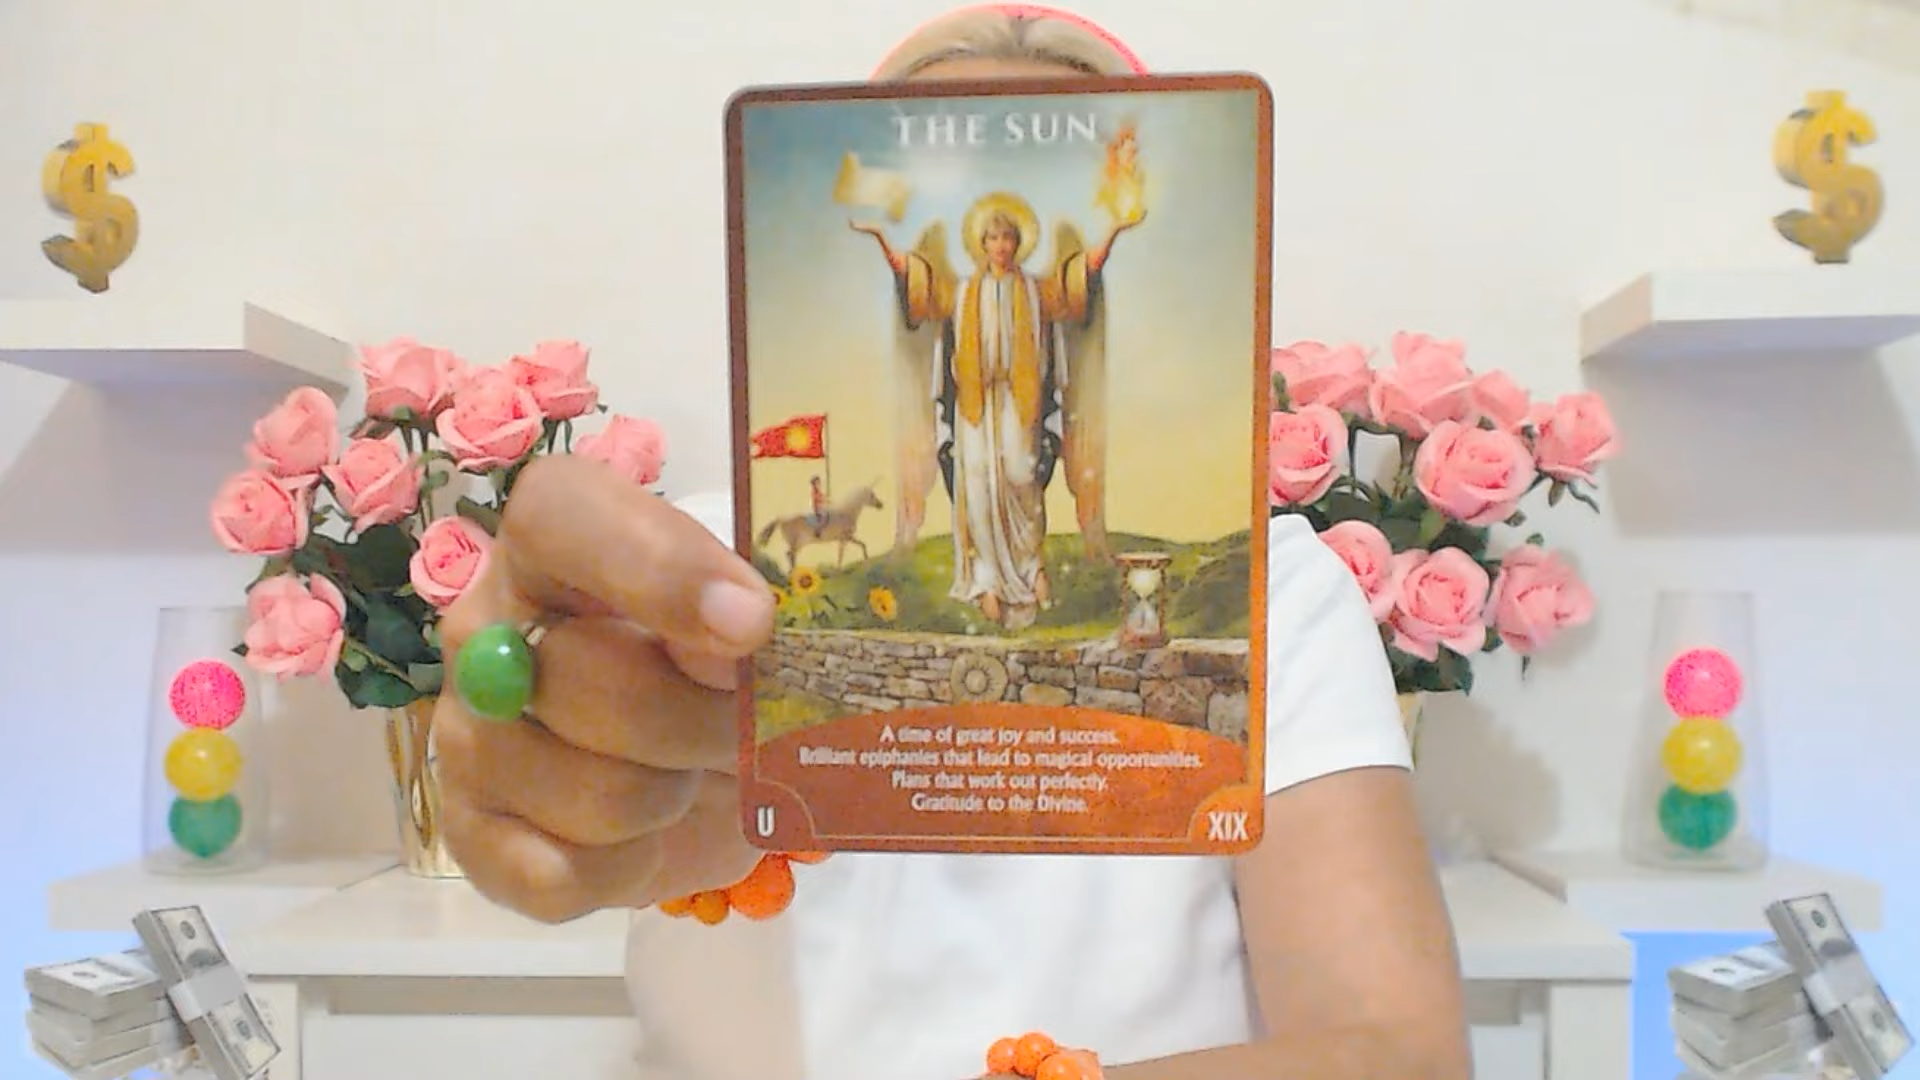 THE SUN
A time of great joy and success.
Brilliant epiphanies that lead to magical opportunities.
Plans that work out perfectly.
Gratitude to the Divine.
U
XIX